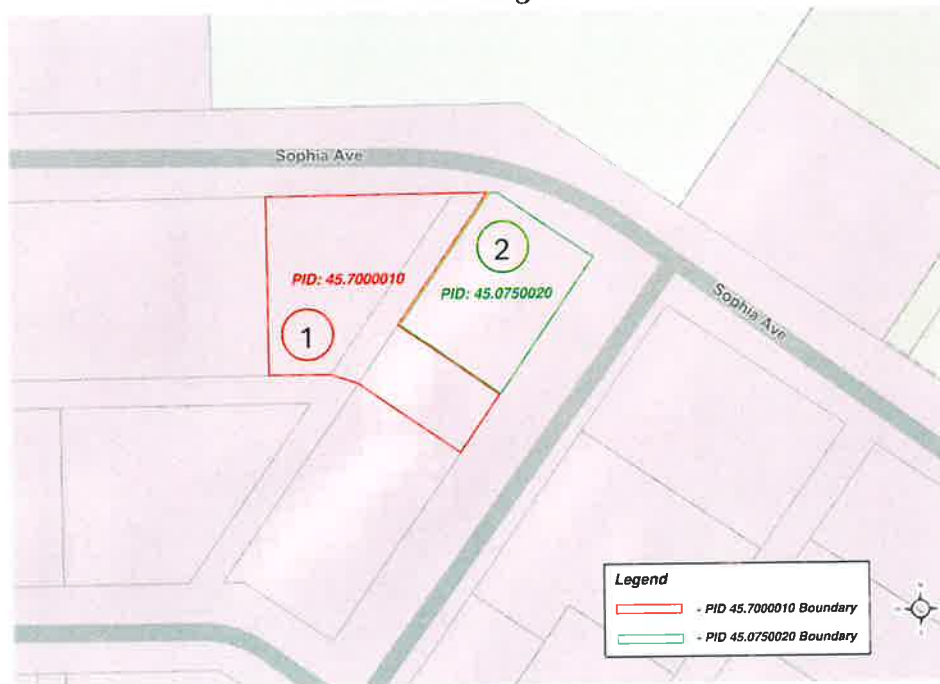 Sophia Ave
2
PID: 45.7000010
PID: 45.0750020
1
Sophia Ave
Legend
- PID 45.7000010 Boundary
- PID 45.0750020 Boundary